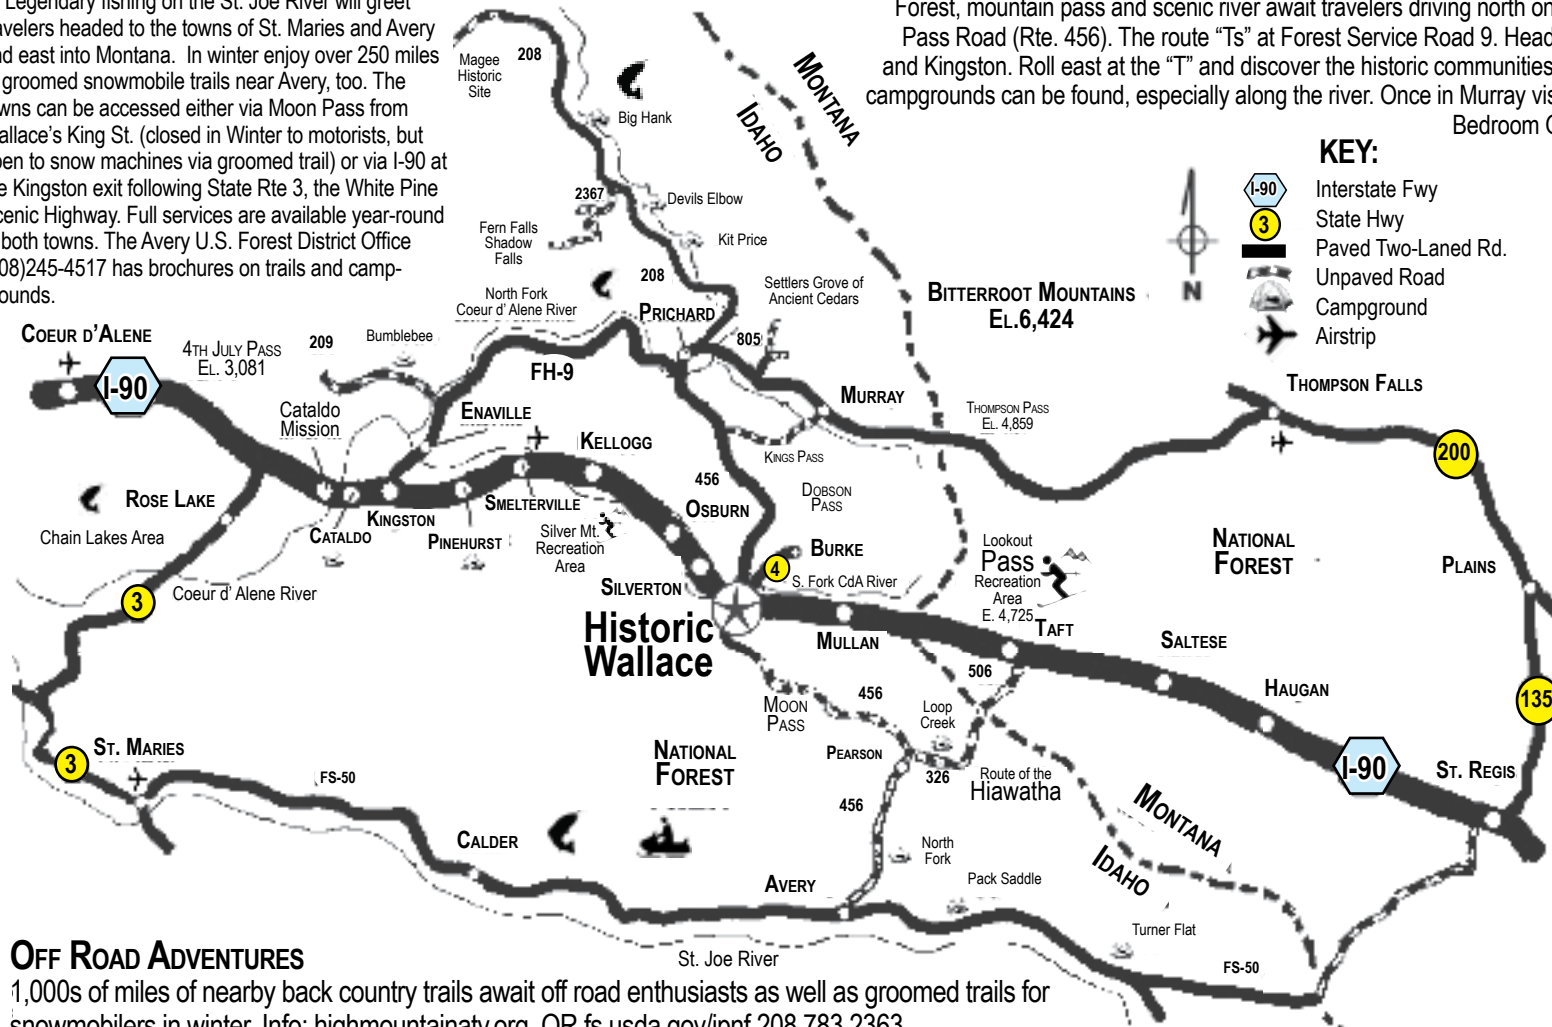 Legendary fishing on the St. Joe River will greet
avelers headed to the towns of St. Maries and Avery
nd east into Montana. In winter enjoy over 250 miles
groomed snowmobile trails near Avery, too. The
wns can be accessed either via Moon Pass from
allace's King St. (closed in Winter to motorists, but
pen to snow machines via groomed trail) or via I-90 at
e Kingston exit following State Rte 3, the White Pine
cenic Highway. Full services are available year-round
both towns. The Avery U.S. Forest District Office
08)245-4517 has brochures on trails and camp-
ounds.
Forest, mountain pass and scenic river await travelers driving north on
Pass Road (Rte. 456). The route “Ts” at Forest Service Road 9. Head
and Kingston. Roll east at the “T” and discover the historic communities
campgrounds can be found, especially along the river. Once in Murray vis
Bedroom
KEY:
I-90 Interstate Fwy
3 State Hwy
Paved Two-Laned Rd.
Unpaved Road
Campground
Airstrip
N
Magee
Historic
Site
208
Big Hank
MONTANA
IDAHO
2367
Devils Elbow
Fern Falls
Shadow
Falls
Kit Price
208
North Fork
Coeur d' Alene River
PRICHARD
Settlers Grove of
Ancient Cedars
805
BITTERROOT MOUNTAINS
EL.6,424
COEUR D'ALENE
I-90
4TH JULY PASS
EL. 3,081
209
Bumblebee
FH-9
ENAVILLE
Cataldo
Mission
KELLOGG
MURRAY
THOMPSON PASS
EL. 4,859
THOMPSON FALLS
200
KINGS PASS
456
DOBSON
PASS
ROSE LAKE
Chain Lakes Area
KINGSTON
CATALDO
PINEHURST
SMELTERVILLE
OSBURN
Silver Mt.
Recreation
Area
SILVERTON
4
BURKE
S. Fork CdA River
Lookout
Pass
Recreation
Area
E. 4,725
NATIONAL
FOREST
PLAINS
3
Coeur d' Alene River
Historic
Wallace
MULLAN
TAFT
SALTESE
HAUGAN
506
MOON
PASS
456
Loop
Creek
135
3
ST. MARIES
FS-50
NATIONAL
FOREST
PEARSON
326
Route of the
Hiawatha
I-90
ST. REGIS
456
MONTANA
IDAHO
CALDER
North
Fork
AVERY
Pack Saddle
Turner Flat
St. Joe River
FS-50
OFF ROAD ADVENTURES
1,000s of miles of nearby back country trails await off road enthusiasts as well as groomed trails for
snowmobilers in winter. Info: highmountainatv.org OR fs.usda.gov/ipnf 208.783.2363